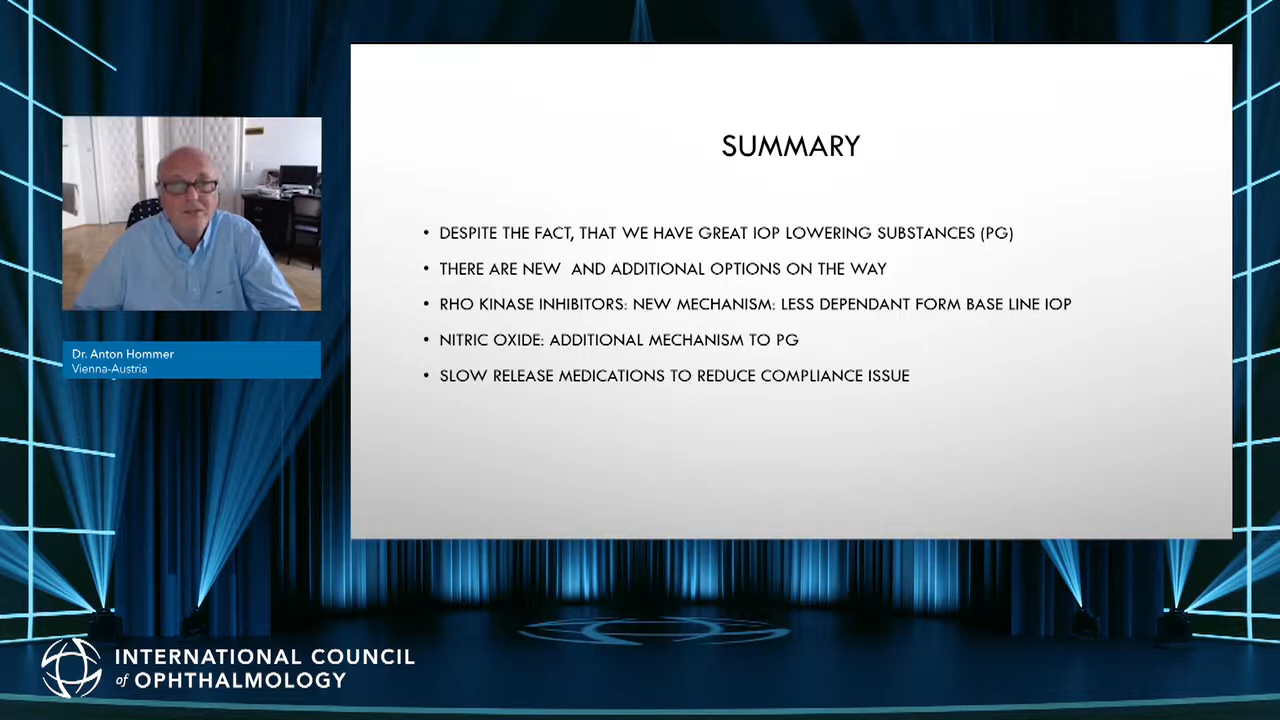 SUMMARY
• DESPITE THE FACT, THAT WE HAVE GREAT IOP LOWERING SUBSTANCES (PG)
• THERE ARE NEW AND ADDITIONAL OPTIONS ON THE WAY
• RHO KINASE INHIBITORS: NEW MECHANISM: LESS DEPENDANT FORM BASE LINE IOP
• NITRIC OXIDE: ADDITIONAL MECHANISM TO PG
• SLOW RELEASE MEDICATIONS TO REDUCE COMPLIANCE ISSUE
Dr. Anton Hommer
Vienna-Austria
INTERNATIONAL COUNCIL
of OPHTHALMOLOGY